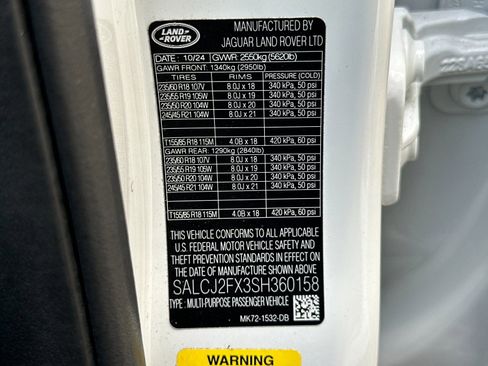 LAND ROVER
MANUFACTURED BY
JAGUAR LAND ROVER LTD
DATE : 10/24 GVWR 2550kg (5620lb)
GAWR FRONT: 1340kg (2950lb)
TIRES RIMS PRESSURE (COLD)
235/60 R18 107V 8.0J x 18 340 kPa, 50 psi
235/55 R19 105W 8.0J x 19 340 kPa, 50 psi
235/50 R20 104W 8.0J x 20 340 kPa, 50 psi
245/45 R21 104W 8.0J x 21 340 kPa, 50 psi
T155/85 R18 115M 4.0B x 18 420 kPa, 60 psi
GAWR REAR: 1290kg (2840lb)
235/60 R18 107V 8.0J x 18 340 kPa, 50 psi
235/55 R19 105W 8.0J x 19 340 kPa, 50 psi
235/50 R20 104W 8.0J x 20 340 kPa, 50 psi
245/45 R21 104W 8.0J x 21 340 kPa, 50 psi
T155/85 R18 115M 4.0B x 18 420 kPa, 60 psi
THIS VEHICLE CONFORMS TO ALL APPLICABLE
U.S. FEDERAL MOTOR VEHICLE SAFETY AND
THEFT PREVENTION STANDARDS IN EFFECT ON
THE DATE OF MANUFACTURE SHOWN ABOVE
SALCJ2FX3SH360158
TYPE : MULTI-PURPOSE PASSENGER VEHICLE
MK72-1532-DB
WARNING